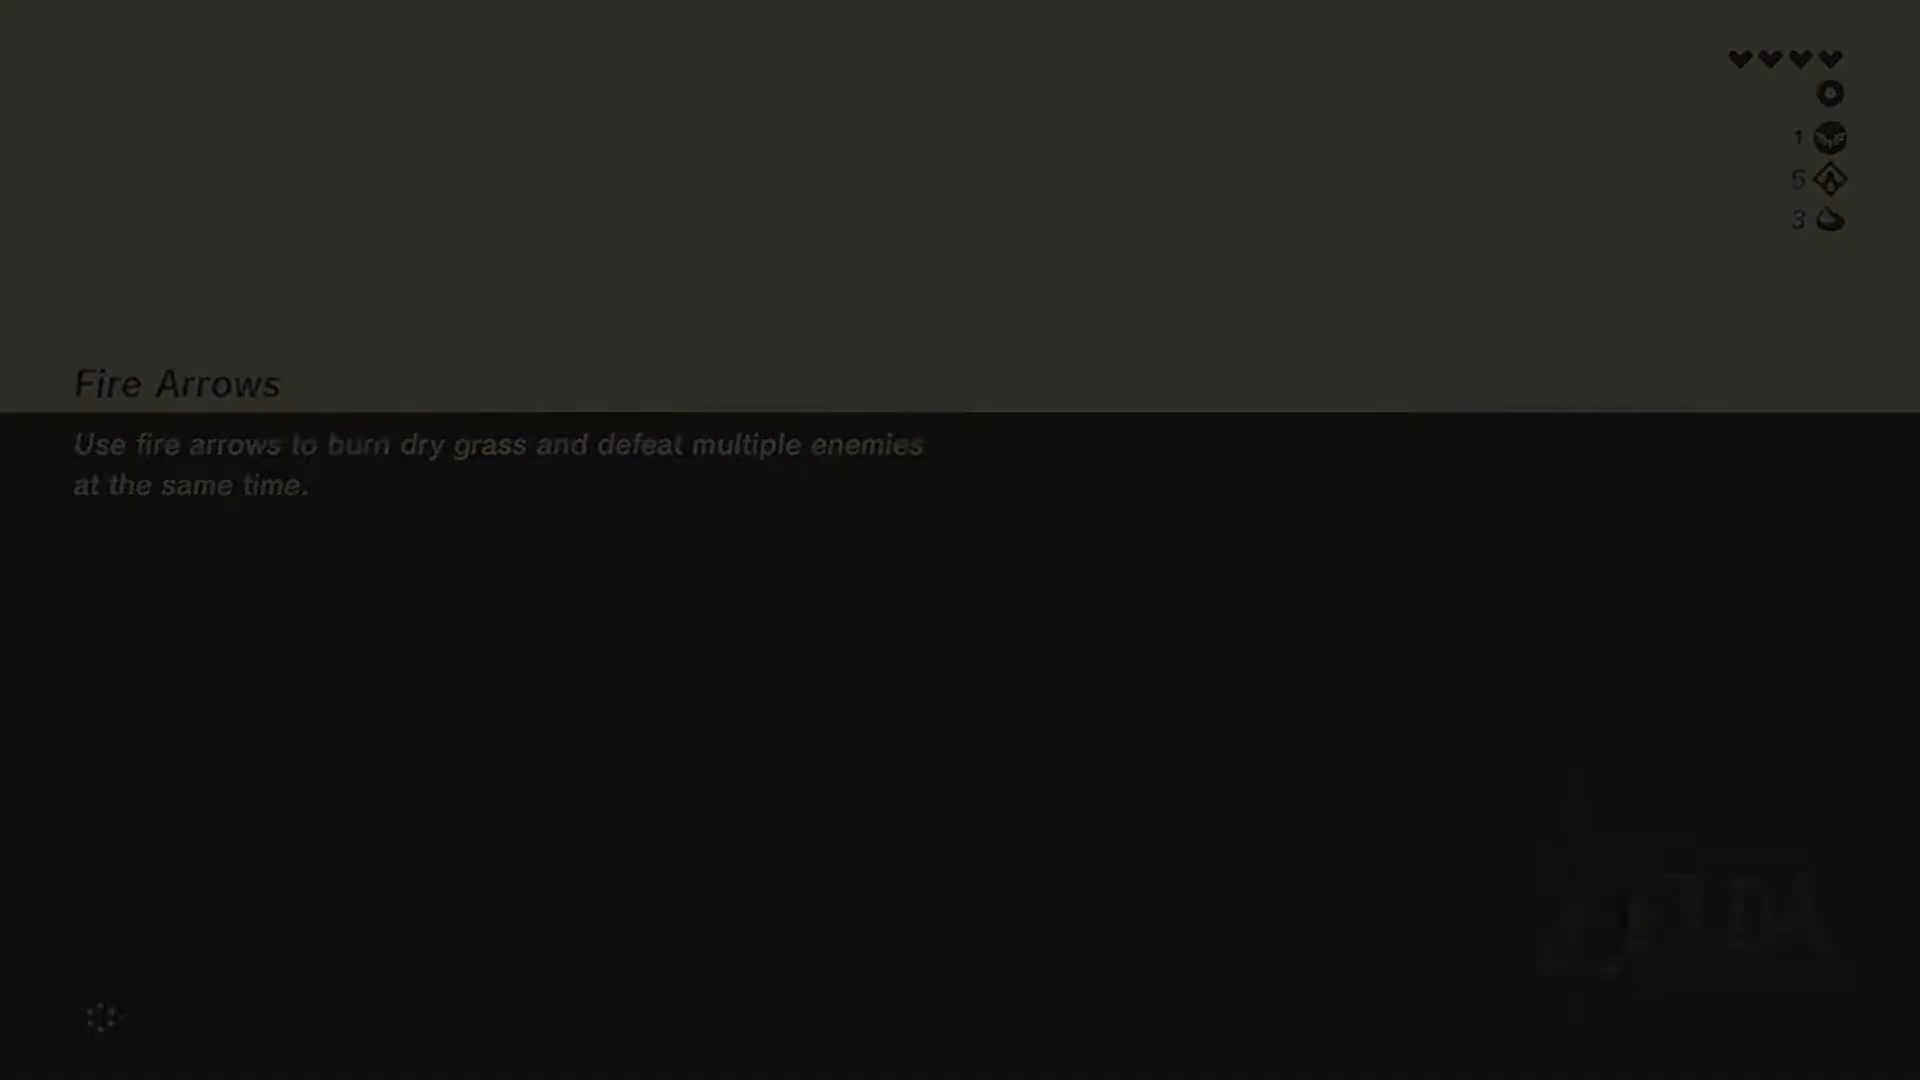 1
5
3
Fire Arrows
Use fire arrows to burn dry grass and defeat multiple enemies
at the same time.